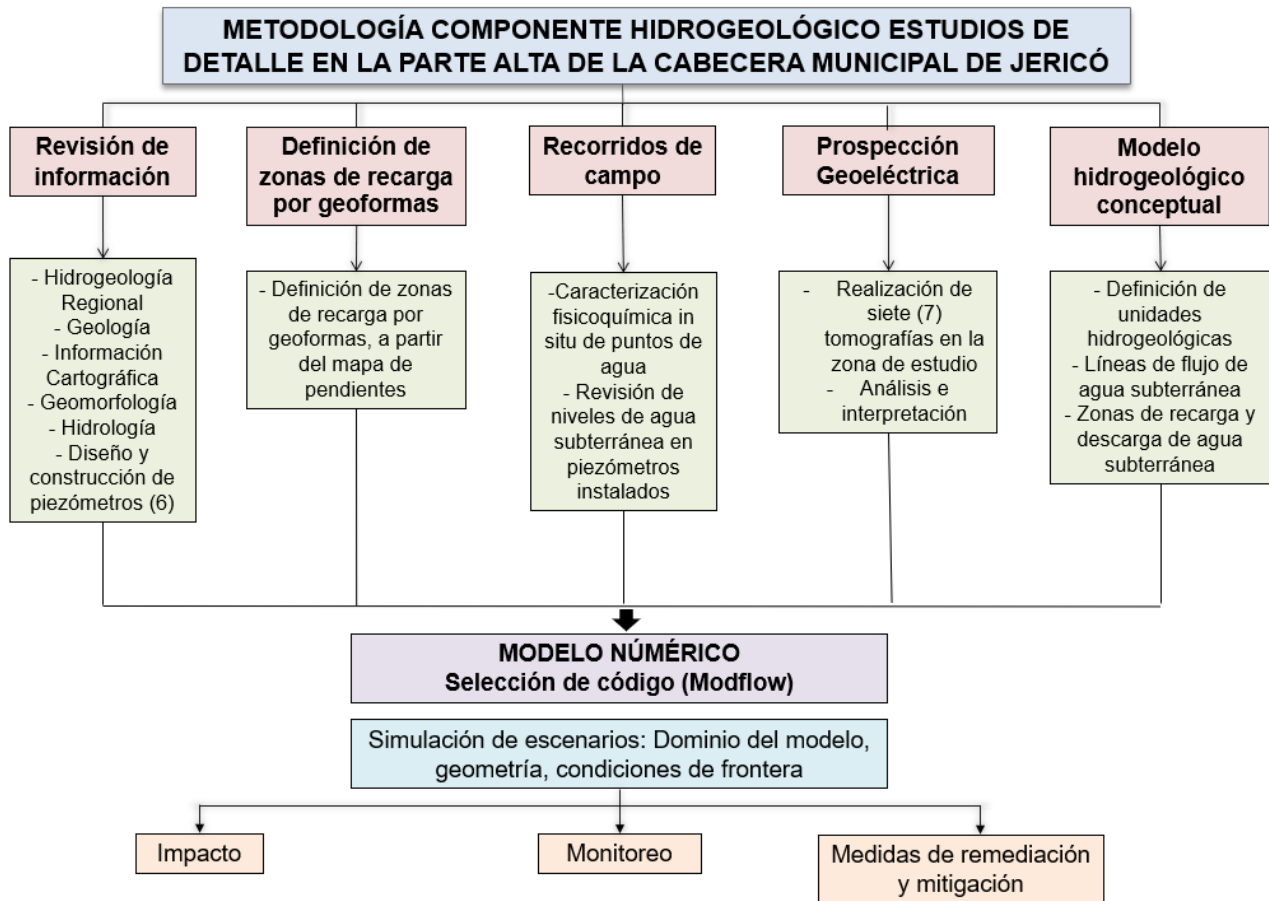 METODOLOGÍA COMPONENTE HIDROGEOLÓGICO ESTUDIOS DE
DETALLE EN LA PARTE ALTA DE LA CABECERA MUNICIPAL DE JERICÓ
Revisión de
información
Definición de
zonas de recarga
por geoformas
Recorridos de
campo
Prospección
Geoeléctrica
Modelo
hidrogeológico
conceptual
- Hidrogeología
Regional
- Geología
- Información
Cartográfica
- Geomorfología
- Hidrología
- Diseño y
construcción de
piezómetros (6)
- Definición de zonas
de recarga por
geoformas, a partir
del mapa de
pendientes
-Caracterización
fisicoquímica in
situ de puntos de
agua
- Revisión de
niveles de agua
subterránea en
piezómetros
instalados
- Realización de
siete (7)
tomografías en la
zona de estudio
- Análisis e
interpretación
- Definición de
unidades
hidrogeológicas
- Líneas de flujo de
agua subterránea
- Zonas de recarga y
descarga de agua
subterránea
MODELO NÚMÉRICO
Selección de código (Modflow)
Simulación de escenarios: Dominio del modelo,
geometría, condiciones de frontera
Impacto
Monitoreo
Medidas de remediación
y mitigación